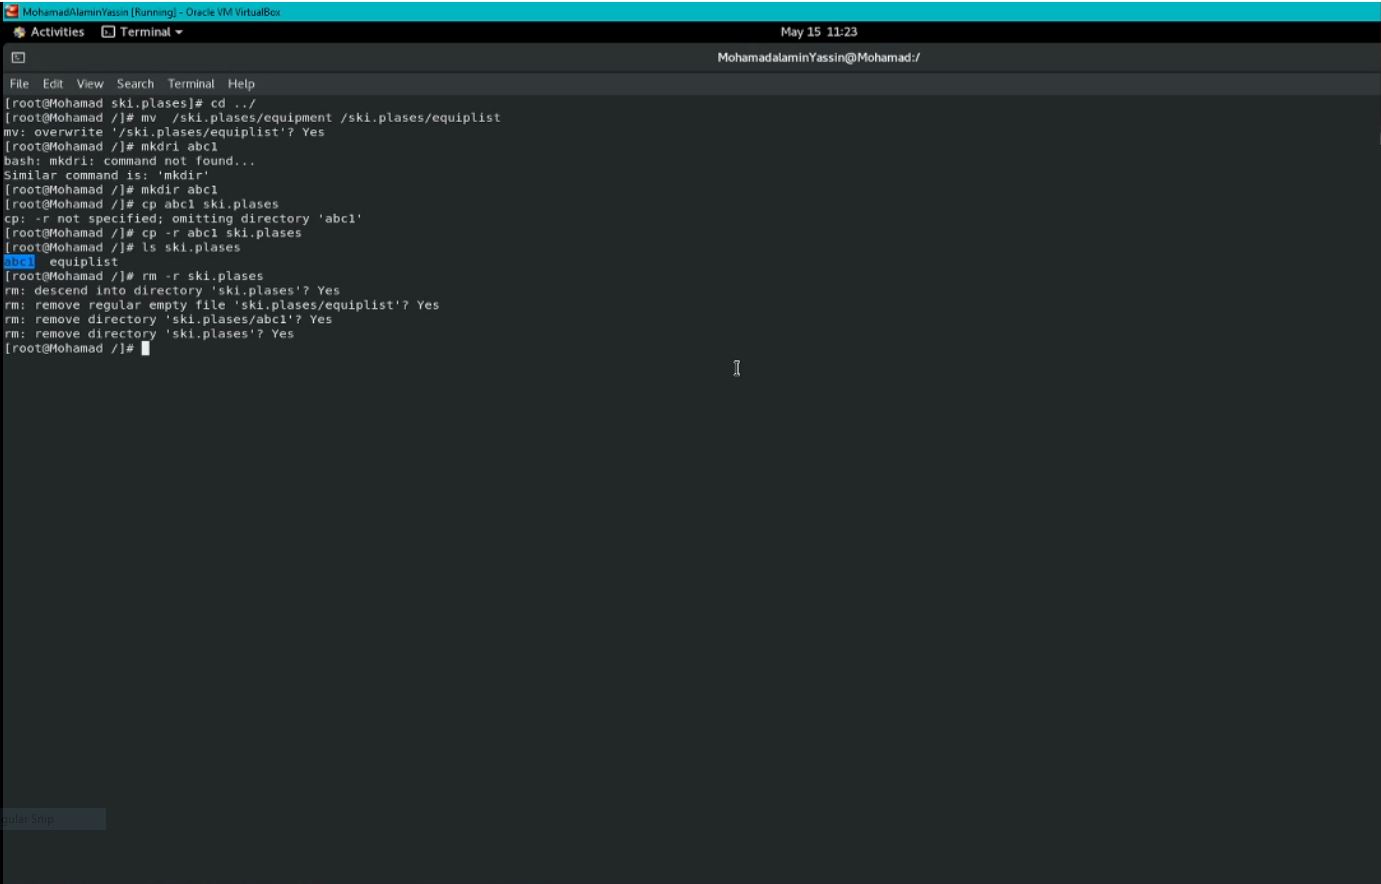 MohamadAlaminYassin [Running] - Oracle VM VirtualBox
Activities Terminal May 15 11:23
MohamadalaminYassin@Mohamad:/
File Edit View Search Terminal Help
[root@Mohamad ski.plases]# cd ../
[root@Mohamad /]# mv  /ski.plases/equipment /ski.plases/equiplist
mv: overwrite '/ski.plases/equiplist'? Yes
[root@Mohamad /]# mkdri abc1
bash: mkdri: command not found...
Similar command is: 'mkdir'
[root@Mohamad /]# mkdir abc1
[root@Mohamad /]# cp abc1 ski.plases
cp: -r not specified; omitting directory 'abc1'
[root@Mohamad /]# cp -r abc1 ski.plases
[root@Mohamad /]# ls ski.plases
abc1  equiplist
[root@Mohamad /]# rm -r ski.plases
rm: descend into directory 'ski.plases'? Yes
rm: remove regular empty file 'ski.plases/equiplist'? Yes
rm: remove directory 'ski.plases/abc1'? Yes
rm: remove directory 'ski.plases'? Yes
[root@Mohamad /]#
gular Snip